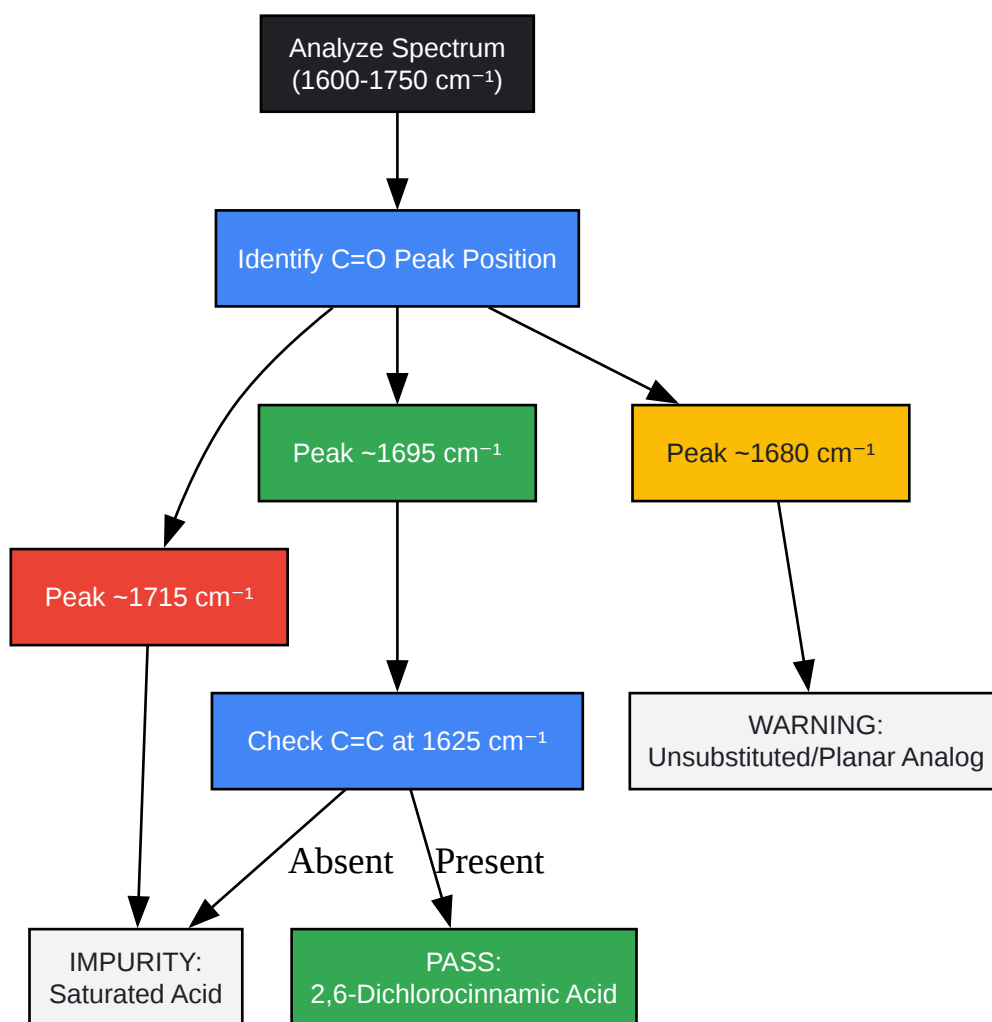 Analyze Spectrum
(1600-1750 cm⁻¹)
Identify C=O Peak Position
Peak ~1695 cm⁻¹
Peak ~1680 cm⁻¹
Peak ~1715 cm⁻¹
Check C=C at 1625 cm⁻¹
WARNING:
Unsubstituted/Planar Analog
Absent
Present
IMPURITY:
Saturated Acid
PASS:
2,6-Dichlorocinnamic Acid